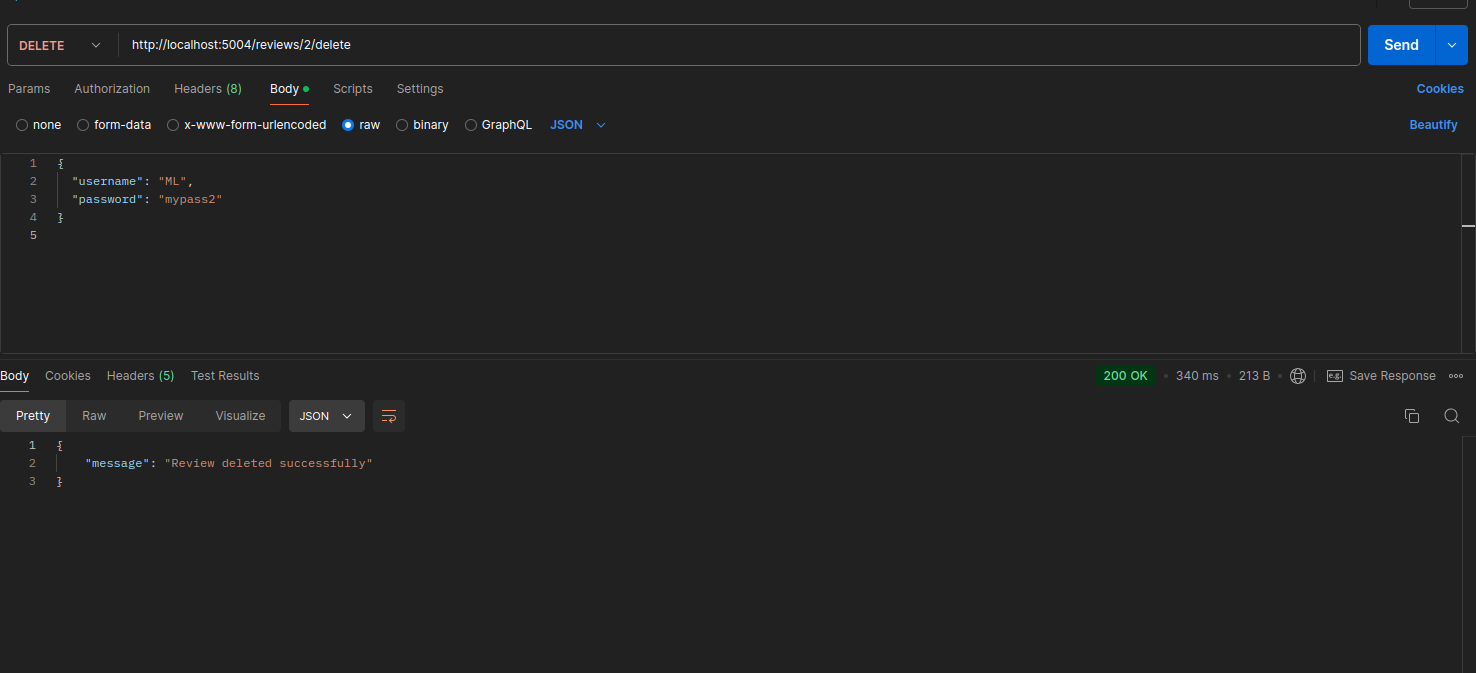 DELETE http://localhost:5004/reviews/2/delete Send
Params Authorization Headers (8) Body Scripts Settings Cookies
none form-data x-www-form-urlencoded raw binary GraphQL JSON Beautify
1 {
2 "username": "ML",
3 "password": "mypass2"
4 }
5
Body Cookies Headers (5) Test Results 200 OK 340 ms 213 B e.g. Save Response
Pretty Raw Preview Visualize JSON
1 {
2 "message": "Review deleted successfully"
3 }